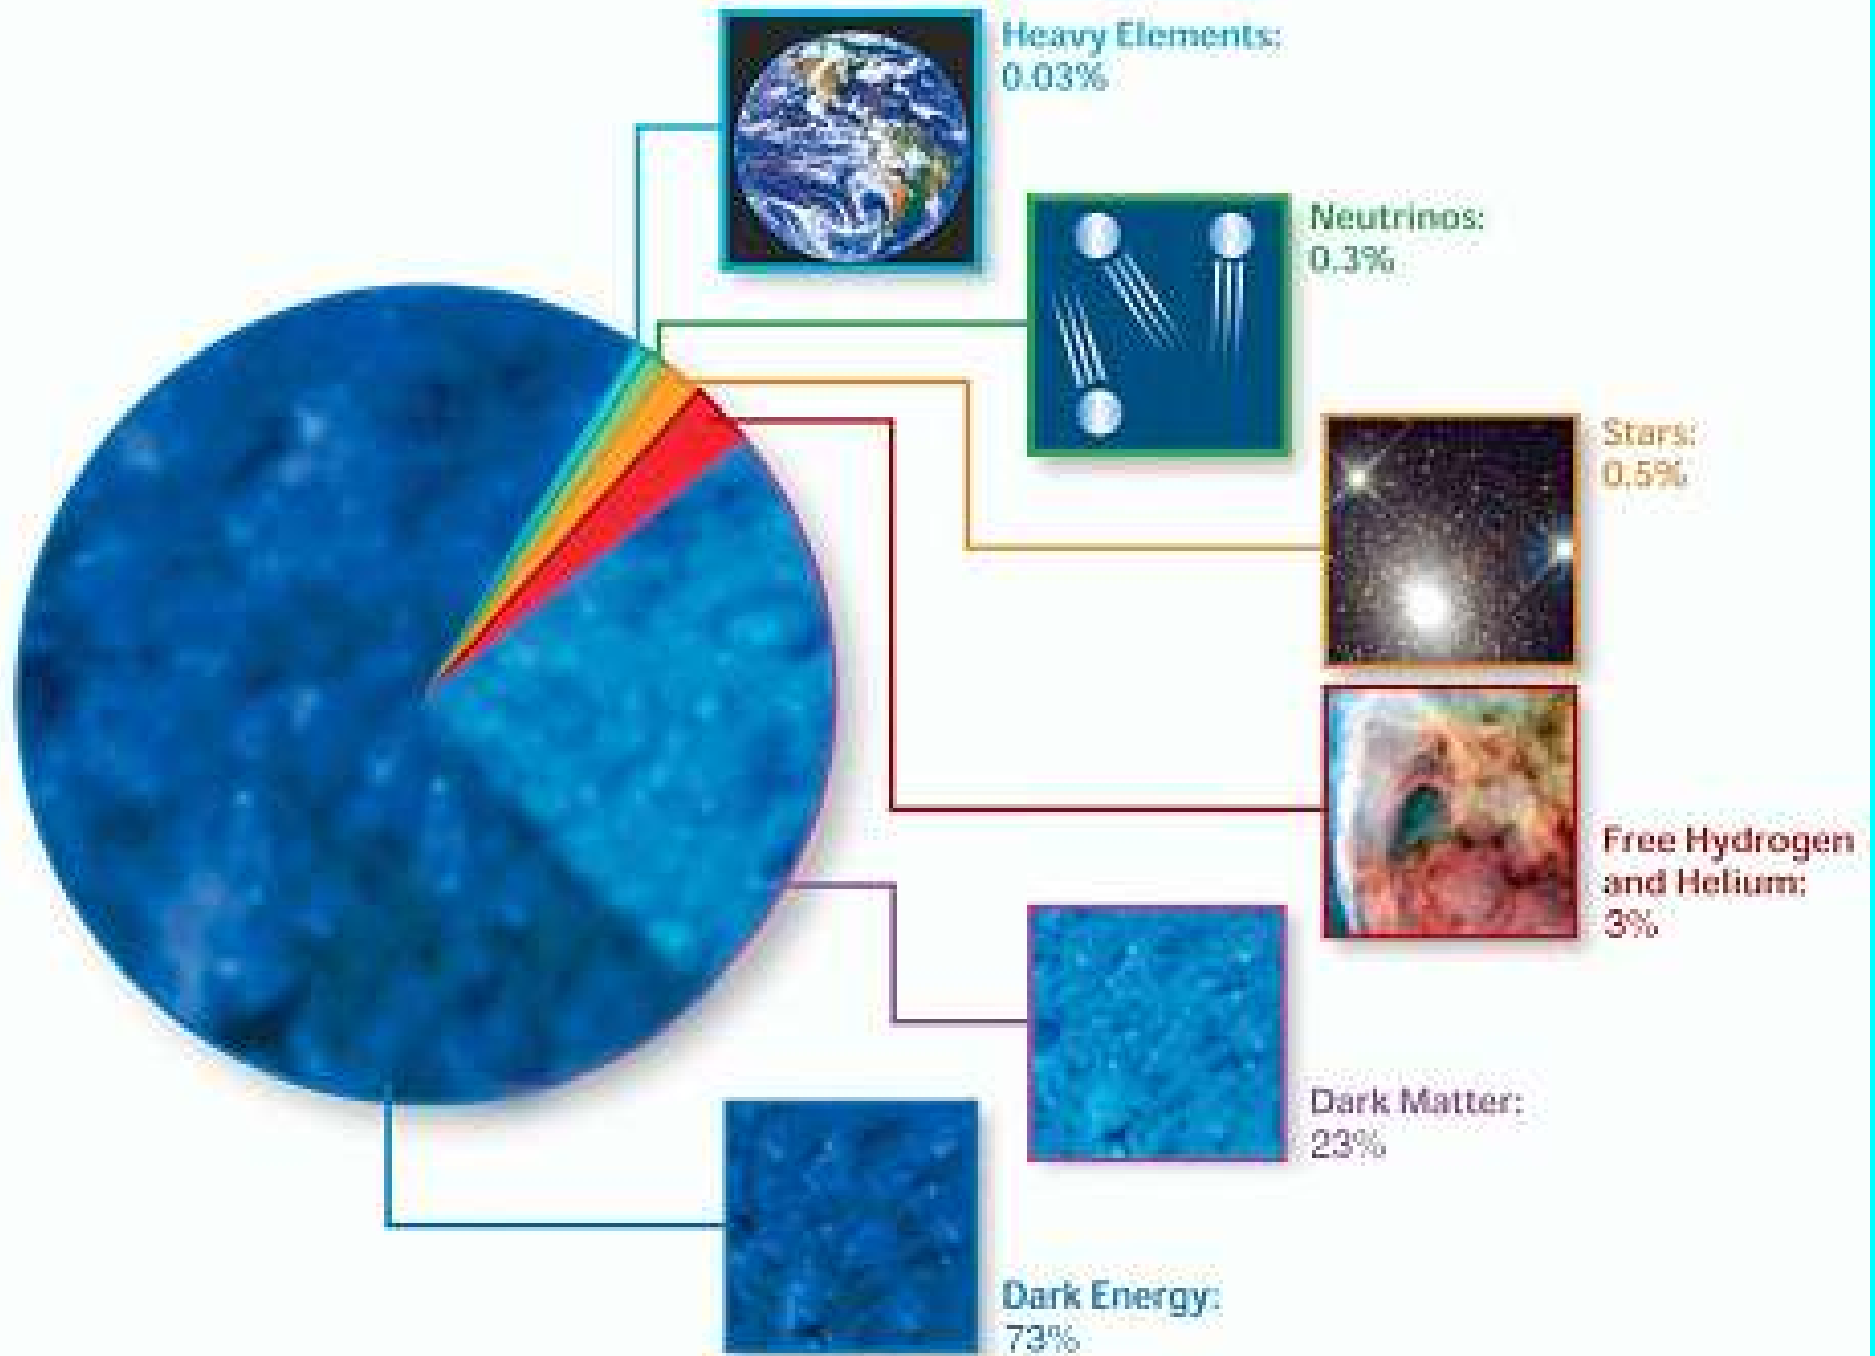 Heavy Elements:
0.03%
Neutrinos:
0.3%
Stars:
0.5%
Free Hydrogen
and Helium:
3%
Dark Matter:
23%
Dark Energy:
73%